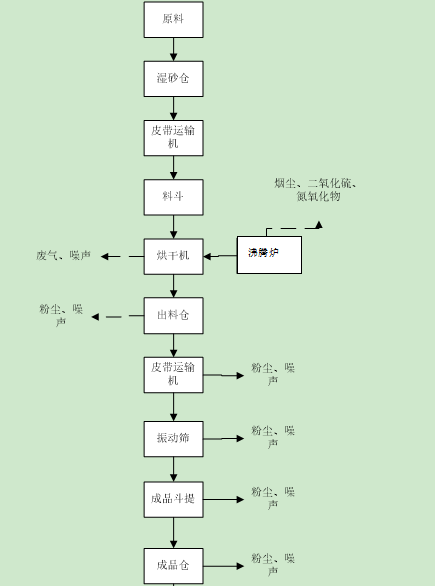 原料
湿砂仓
皮带运输
机
料斗
烟尘、二氧化硫、
氮氧化物
废气、噪声
烘干机
沸腾炉
粉尘、噪
声
出料仓
皮带运输
机
粉尘、噪
声
振动筛
粉尘、噪
声
成品斗提
粉尘、噪
声
成品仓
粉尘、噪
声